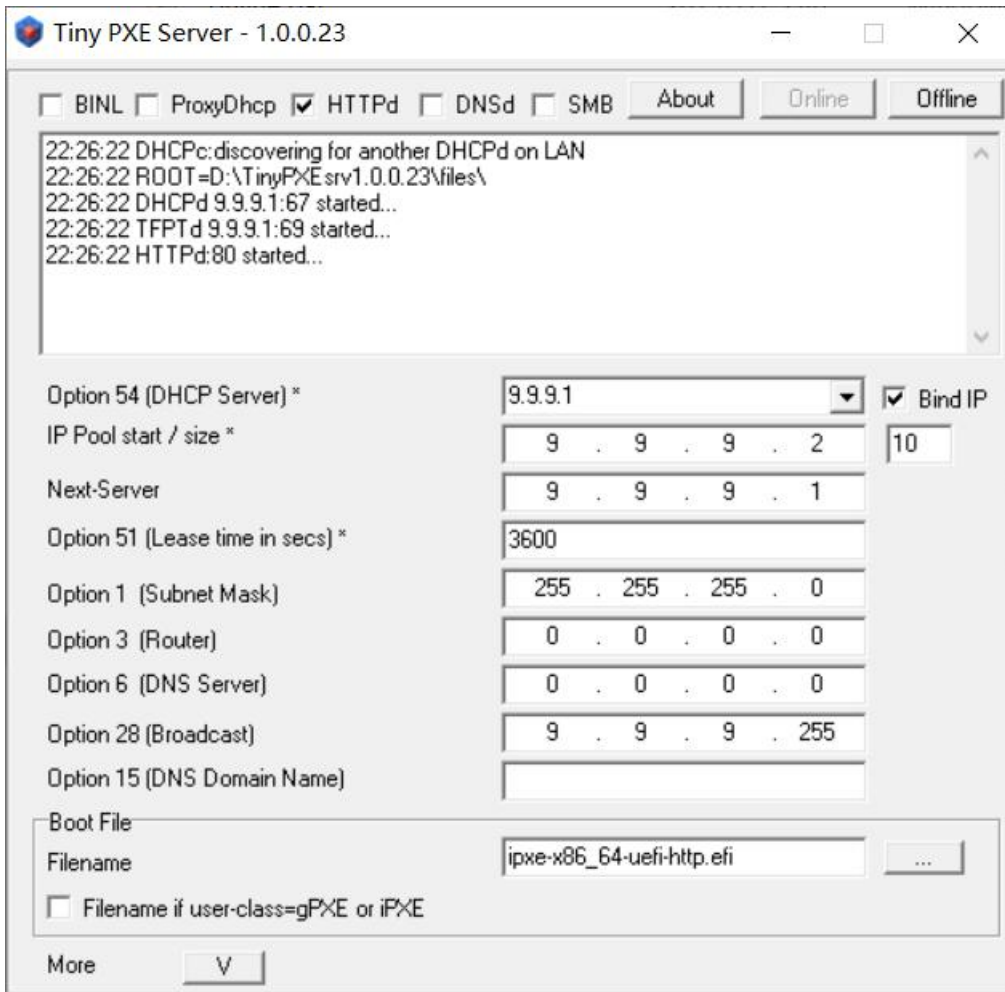 Tiny PXE Server - 1.0.0.23
BINL ProxyDhcp HTTPd DNSd SMB About Online Offline
22:26:22 DHCPc:discovering for another DHCPd on LAN
22:26:22 ROOT=D:\TinyPXEsrv1.0.0.23\files\
22:26:22 DHCPd 9.9.9.1:67 started...
22:26:22 TFPTd 9.9.9.1:69 started...
22:26:22 HTTPd:80 started...
Option 54 (DHCP Server) * 9.9.9.1 Bind IP
IP Pool start / size * 9 . 9 . 9 . 2 10
Next-Server 9 . 9 . 9 . 1
Option 51 (Lease time in secs) * 3600
Option 1 (Subnet Mask) 255 . 255 . 255 . 0
Option 3 (Router) 0 . 0 . 0 . 0
Option 6 (DNS Server) 0 . 0 . 0 . 0
Option 28 (Broadcast) 9 . 9 . 9 . 255
Option 15 (DNS Domain Name)
Boot File
Filename ipxe-x86_64-uefi-http.efi ...
Filename if user-class=gPXE or iPXE
More V